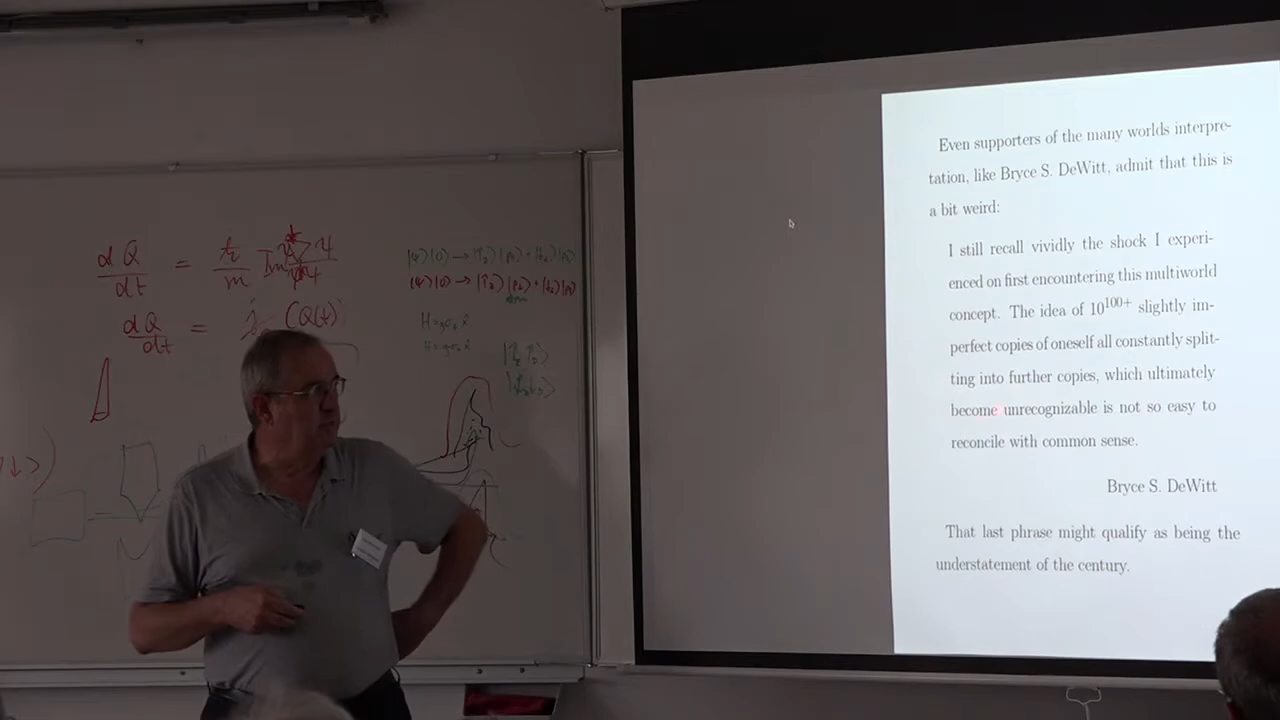 dQ/dt = ħ/m Im
dQ/dt = (Q(t))
|ψ⟩|0⟩ →
|ψ⟩|0⟩ →
Even supporters of the many worlds interpre-
tation, like Bryce S. DeWitt, admit that this is
a bit weird:
I still recall vividly the shock I experi-
enced on first encountering this multiworld
concept. The idea of 10¹⁰⁰⁺ slightly im-
perfect copies of oneself all constantly split-
ting into further copies, which ultimately
become unrecognizable is not so easy to
reconcile with common sense.
Bryce S. DeWitt
That last phrase might qualify as being the
understatement of the century.